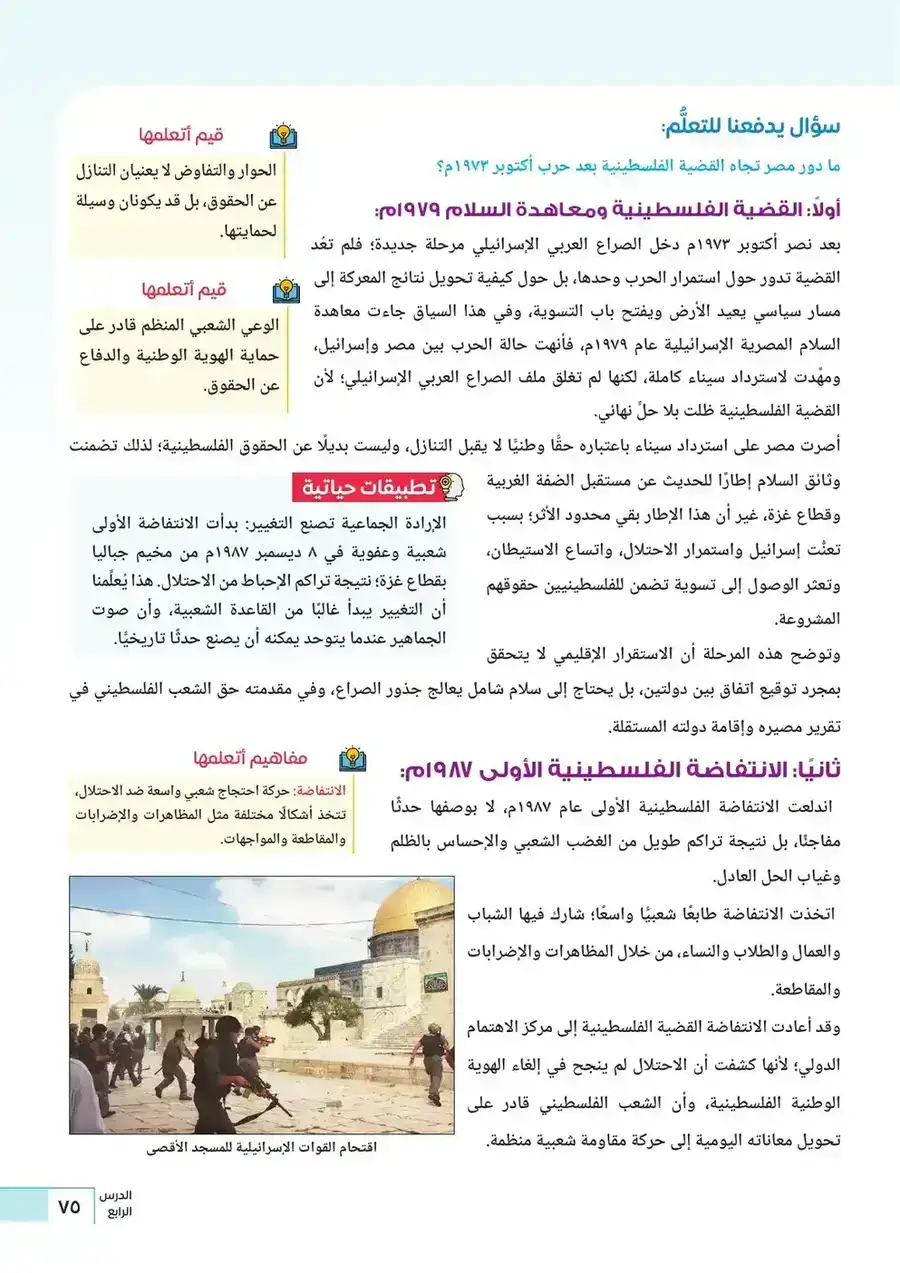 سؤال يدفعنا للتعلُّم:
ما دور مصر تجاه القضية الفلسطينية بعد حرب أكتوبر ١٩٧٣م؟
أولًا: القضية الفلسطينية ومعاهدة السلام ١٩٧٩م:
بعد نصر أكتوبر ١٩٧٣م دخل الصراع العربي الإسرائيلي مرحلة جديدة؛ فلم تعُد
القضية تدور حول استمرار الحرب وحدها، بل حول كيفية تحويل نتائج المعركة إلى
مسار سياسي يعيد الأرض ويفتح باب التسوية، وفي هذا السياق جاءت معاهدة
السلام المصرية الإسرائيلية عام ١٩٧٩م، فأنهت حالة الحرب بين مصر وإسرائيل،
ومهَّدت لاسترداد سيناء كاملة، لكنها لم تغلق ملف الصراع العربي الإسرائيلي؛ لأن
القضية الفلسطينية ظلت بلا حلٍّ نهائي.
قيم أتعلمها
الحوار والتفاوض لا يعنيان التنازل
عن الحقوق، بل قد يكونان وسيلة
لحمايتها.
قيم أتعلمها
الوعي الشعبي المنظم قادر على
حماية الهوية الوطنية والدفاع
عن الحقوق.
أصرت مصر على استرداد سيناء باعتباره حقًّا وطنيًّا لا يقبل التنازل، وليست بديلًا عن الحقوق الفلسطينية؛ لذلك تضمنت
وثائق السلام إطارًا للحديث عن مستقبل الضفة الغربية
وقطاع غزة، غير أن هذا الإطار بقي محدود الأثر؛ بسبب
تعنُّت إسرائيل واستمرار الاحتلال، واتساع الاستيطان،
وتعثر الوصول إلى تسوية تضمن للفلسطينيين حقوقهم
المشروعة.
تطبيقات حياتية
الإرادة الجماعية تصنع التغيير: بدأت الانتفاضة الأولى
شعبية وعفوية في ٨ ديسمبر ١٩٨٧م من مخيم جباليا
بقطاع غزة؛ نتيجة تراكم الإحباط من الاحتلال. هذا يُعلِّمنا
أن التغيير يبدأ غالبًا من القاعدة الشعبية، وأن صوت
الجماهير عندما يتوحد يمكنه أن يصنع حدثًا تاريخيًّا.
وتوضح هذه المرحلة أن الاستقرار الإقليمي لا يتحقق
بمجرد توقيع اتفاق بين دولتين، بل يحتاج إلى سلام شامل يعالج جذور الصراع، وفي مقدمته حق الشعب الفلسطيني في
تقرير مصيره وإقامة دولته المستقلة.
ثانيًا: الانتفاضة الفلسطينية الأولى ١٩٨٧م:
اندلعت الانتفاضة الفلسطينية الأولى عام ١٩٨٧م، لا بوصفها حدثًا
مفاجئًا، بل نتيجة تراكم طويل من الغضب الشعبي والإحساس بالظلم
وغياب الحل العادل.
مفاهيم أتعلمها
الانتفاضة: حركة احتجاج شعبي واسعة ضد الاحتلال،
تتخذ أشكالًا مختلفة مثل المظاهرات والإضرابات
والمقاطعة والمواجهات.
اتخذت الانتفاضة طابعًا شعبيًّا واسعًا؛ شارك فيها الشباب
والعمال والطلاب والنساء، من خلال المظاهرات والإضرابات
والمقاطعة.
وقد أعادت الانتفاضة القضية الفلسطينية إلى مركز الاهتمام
الدولي؛ لأنها كشفت أن الاحتلال لم ينجح في إلغاء الهوية
الوطنية الفلسطينية، وأن الشعب الفلسطيني قادر على
تحويل معاناته اليومية إلى حركة مقاومة شعبية منظمة.
اقتحام القوات الإسرائيلية للمسجد الأقصى
الدرس
الرابع
٧٥